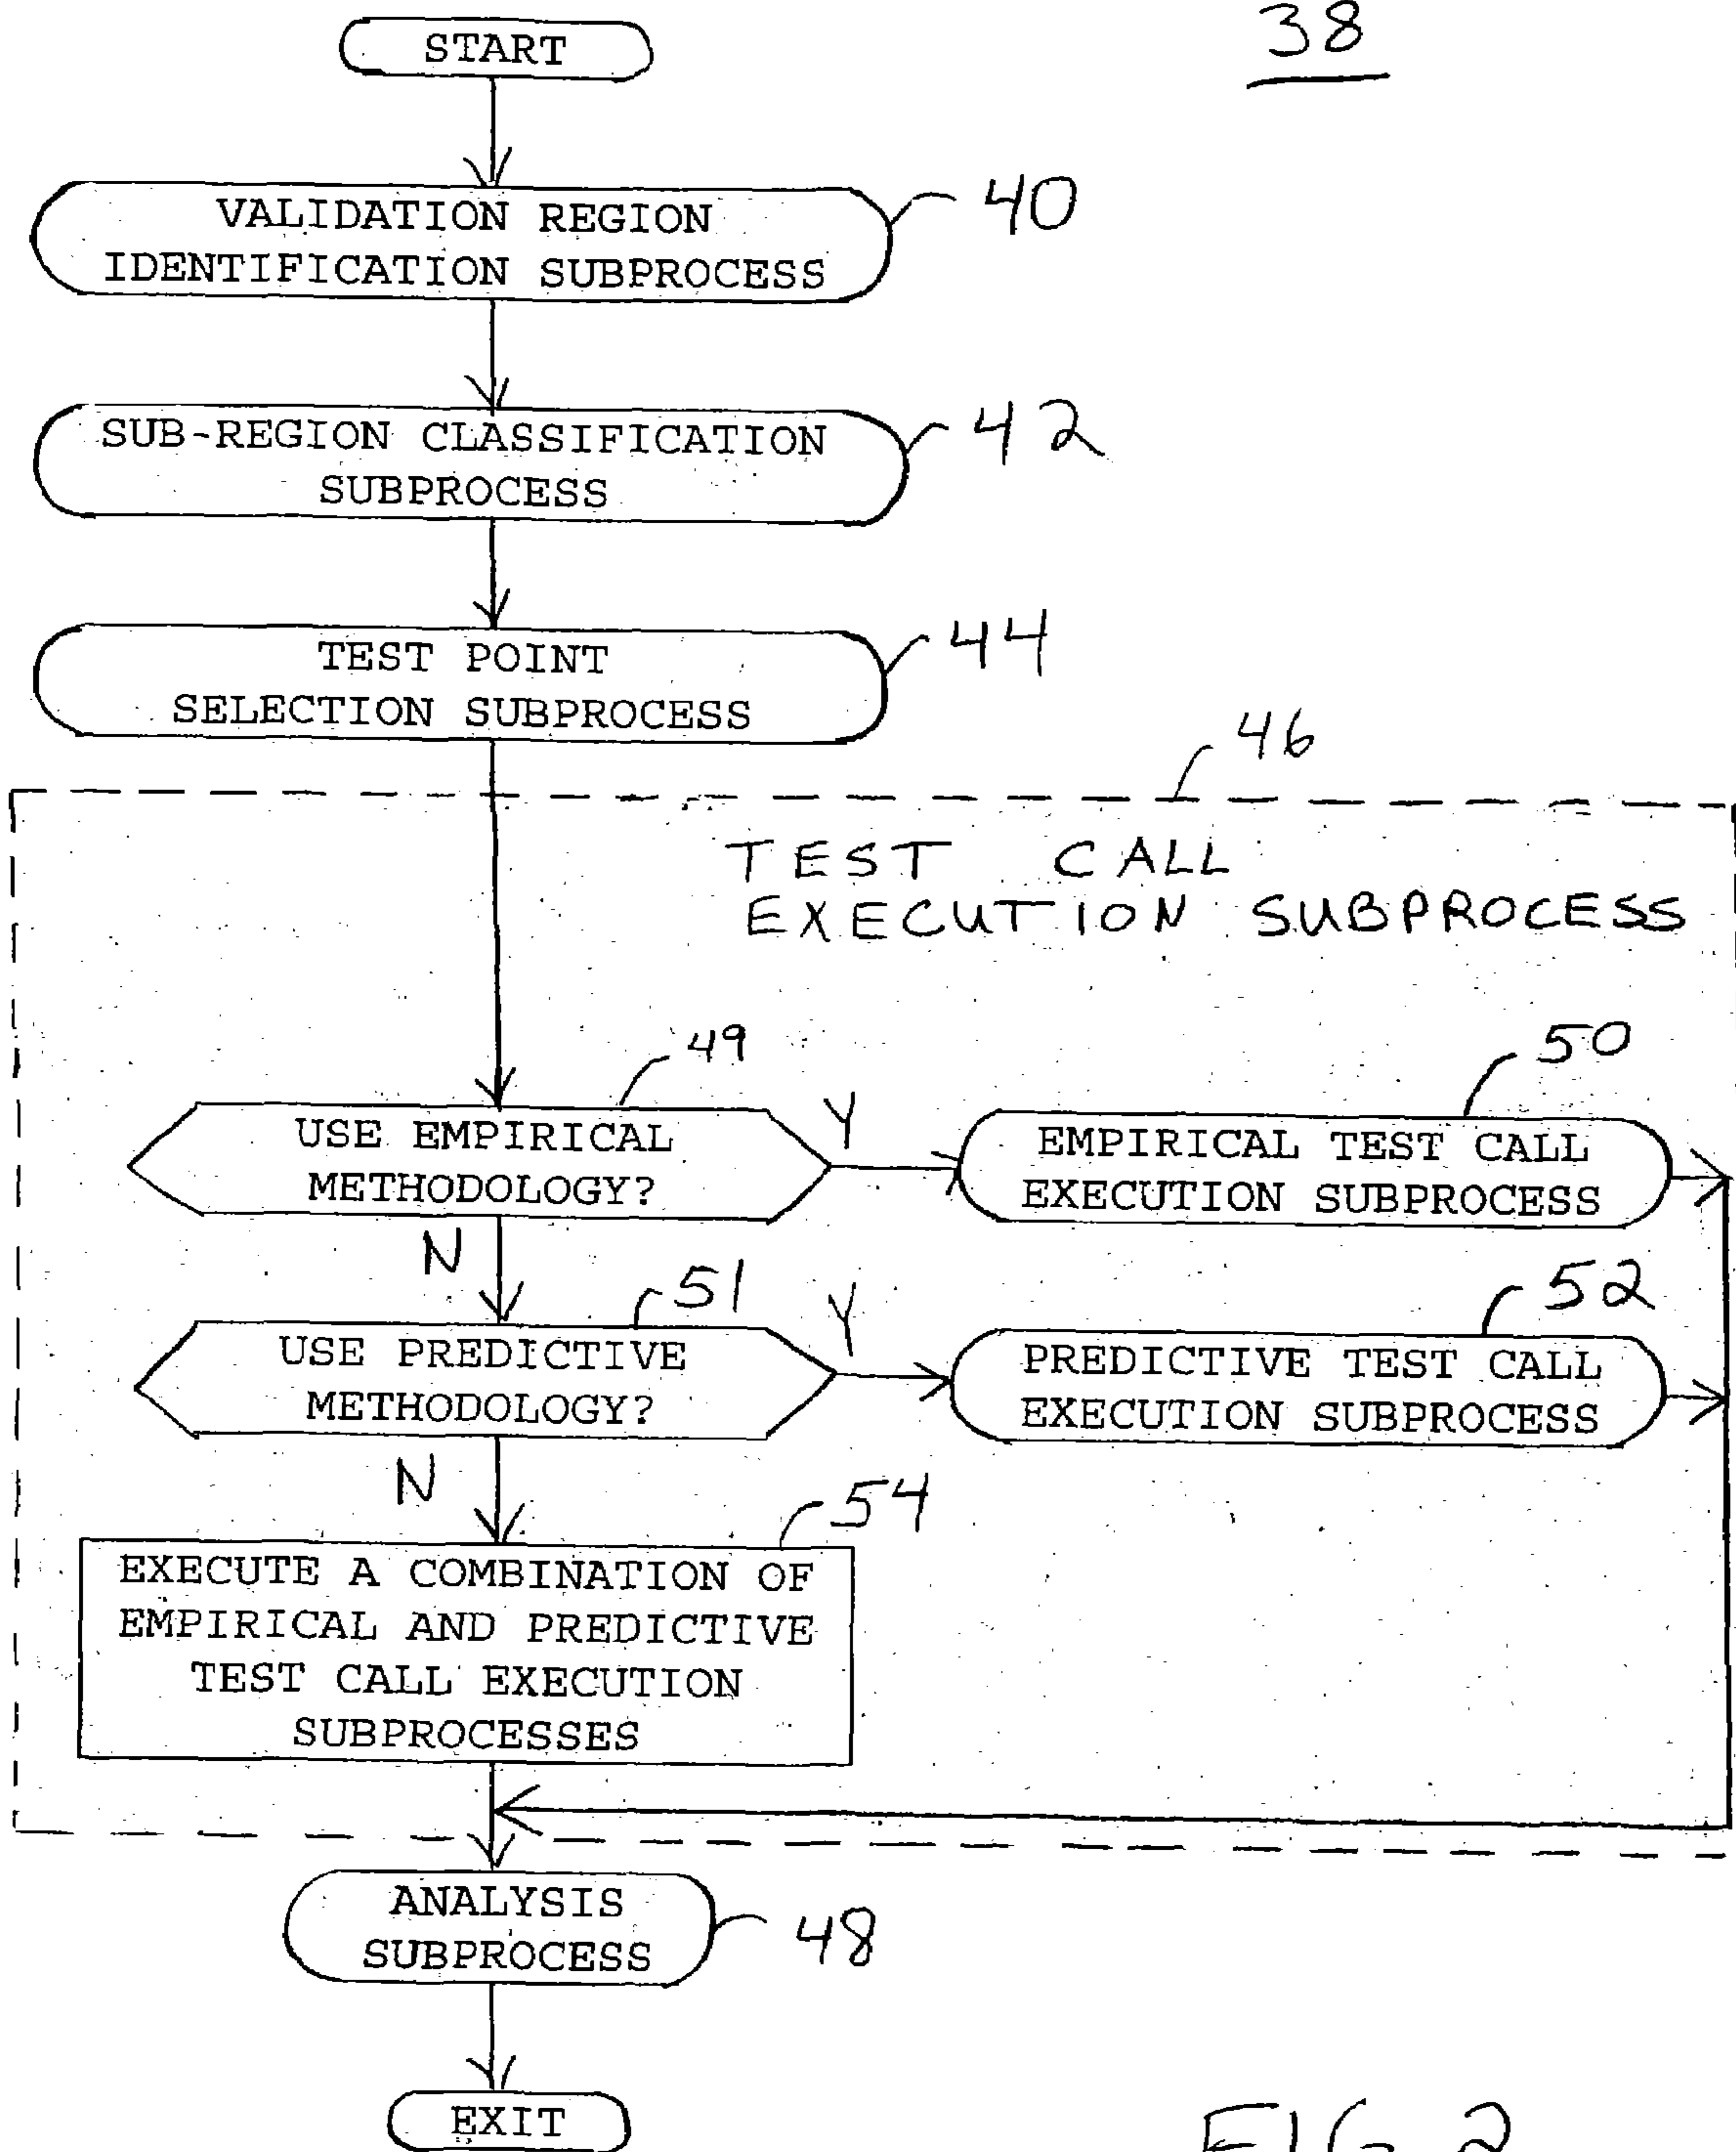 START
38
VALIDATION REGION
IDENTIFICATION SUBPROCESS
40
SUB-REGION CLASSIFICATION
SUBPROCESS
42
TEST POINT
SELECTION SUBPROCESS
44
46
TEST CALL
EXECUTION SUBPROCESS
49
USE EMPIRICAL
METHODOLOGY?
Y
50
EMPIRICAL TEST CALL
EXECUTION SUBPROCESS
N
51
USE PREDICTIVE
METHODOLOGY?
Y
52
PREDICTIVE TEST CALL
EXECUTION SUBPROCESS
N
54
EXECUTE A COMBINATION OF
EMPIRICAL AND PREDICTIVE
TEST CALL EXECUTION
SUBPROCESSES
ANALYSIS
SUBPROCESS
48
EXIT
FIG. 2